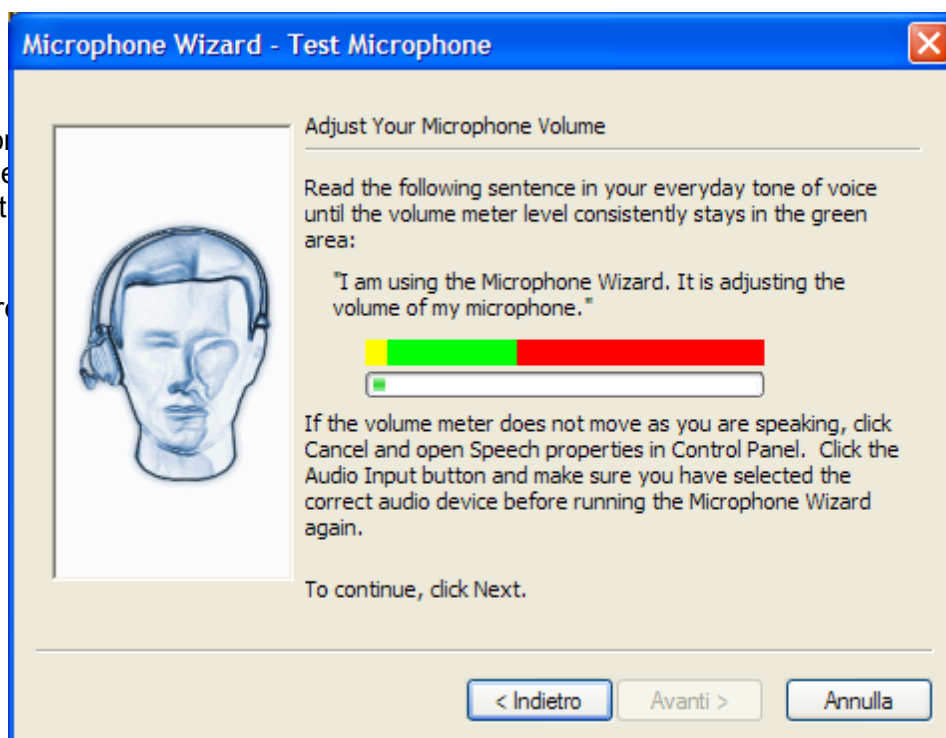 Microphone Wizard - Test Microphone
Adjust Your Microphone Volume
Read the following sentence in your everyday tone of voice
until the volume meter level consistently stays in the green
area:
"I am using the Microphone Wizard. It is adjusting the
volume of my microphone."
If the volume meter does not move as you are speaking, click
Cancel and open Speech properties in Control Panel.  Click the
Audio Input button and make sure you have selected the
correct audio device before running the Microphone Wizard
again.
To continue, click Next.
< Indietro
Avanti >
Annulla